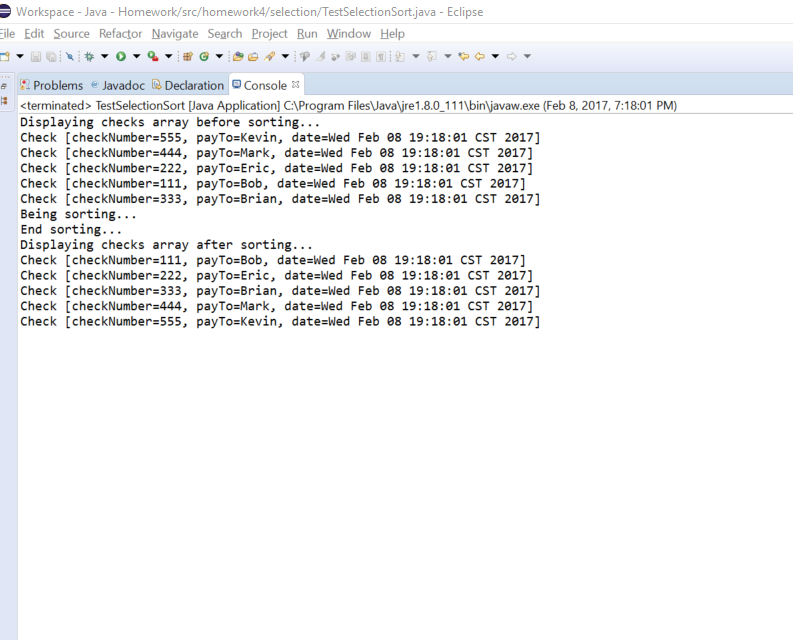 Workspace - Java - Homework/src/homework4/selection/TestSelectionSort.java - Eclipse
File Edit Source Refactor Navigate Search Project Run Window Help
Problems @ Javadoc Declaration Console
<terminated> TestSelectionSort [Java Application] C:\Program Files\Java\jre1.8.0_111\bin\javaw.exe (Feb 8, 2017, 7:18:01 PM)
Displaying checks array before sorting...
Check [checkNumber=555, payTo=Kevin, date=Wed Feb 08 19:18:01 CST 2017]
Check [checkNumber=444, payTo=Mark, date=Wed Feb 08 19:18:01 CST 2017]
Check [checkNumber=222, payTo=Eric, date=Wed Feb 08 19:18:01 CST 2017]
Check [checkNumber=111, payTo=Bob, date=Wed Feb 08 19:18:01 CST 2017]
Check [checkNumber=333, payTo=Brian, date=Wed Feb 08 19:18:01 CST 2017]
Being sorting...
End sorting...
Displaying checks array after sorting...
Check [checkNumber=111, payTo=Bob, date=Wed Feb 08 19:18:01 CST 2017]
Check [checkNumber=222, payTo=Eric, date=Wed Feb 08 19:18:01 CST 2017]
Check [checkNumber=333, payTo=Brian, date=Wed Feb 08 19:18:01 CST 2017]
Check [checkNumber=444, payTo=Mark, date=Wed Feb 08 19:18:01 CST 2017]
Check [checkNumber=555, payTo=Kevin, date=Wed Feb 08 19:18:01 CST 2017]